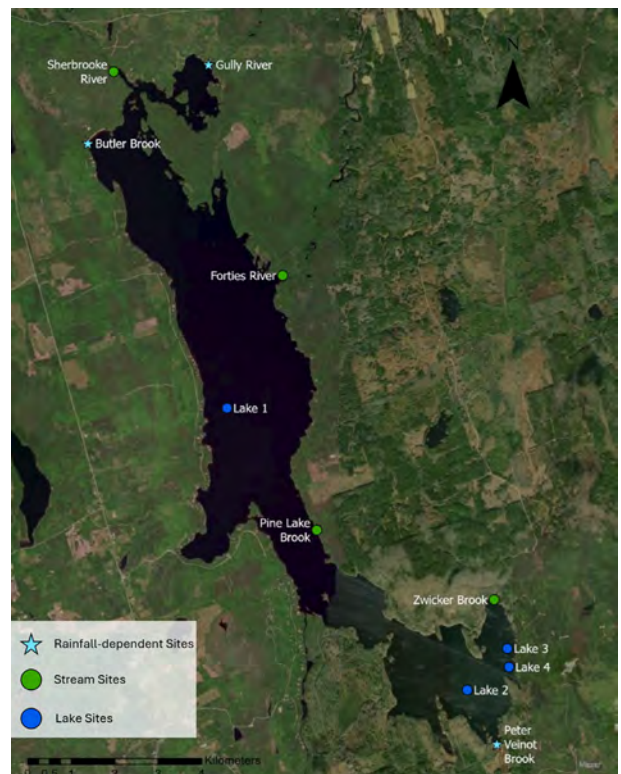 N
Sherbrooke
River
Gully River
Butler Brook
Forties River
Lake 1
Pine Lake
Brook
Zwicker Brook
Lake 3
Lake 4
Lake 2
Peter
Veinot
Brook
Rainfall-dependent Sites
Stream Sites
Lake Sites
Kilometers